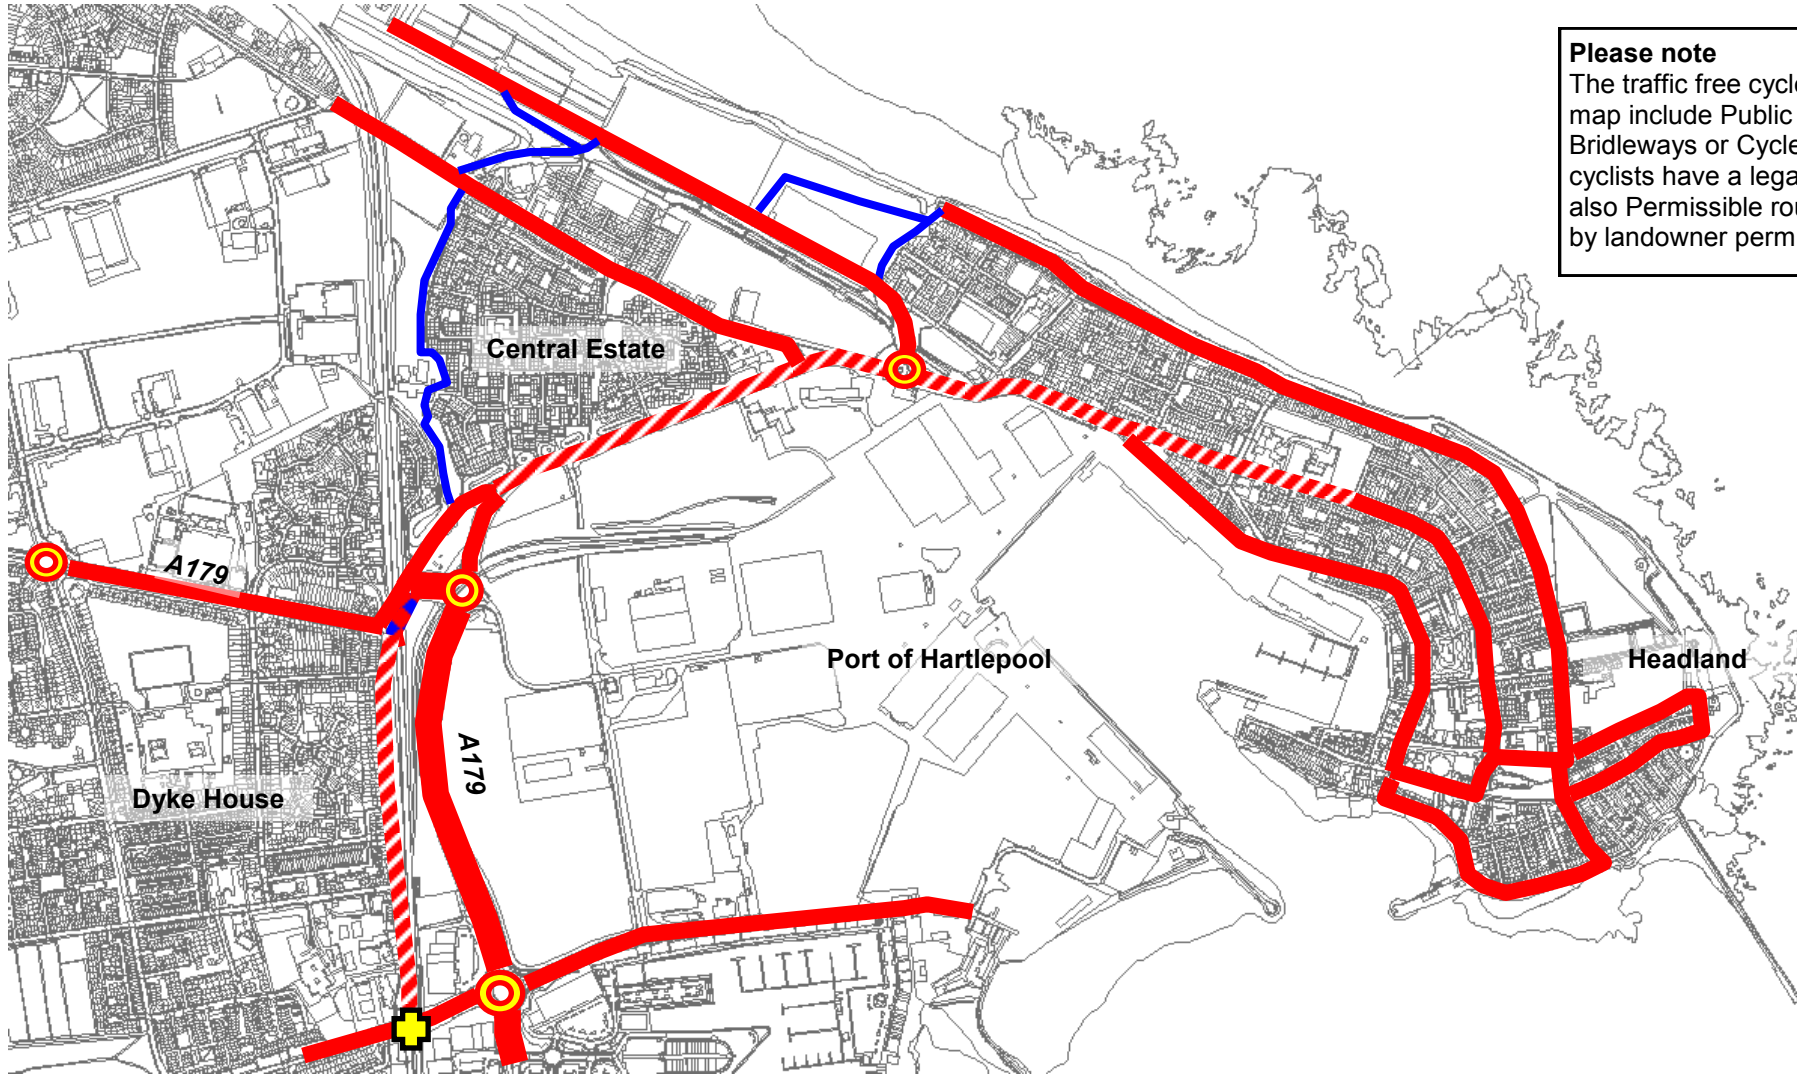 Please note
The traffic free cycl
map include Public
Bridleways or Cycle
cyclists have a lega
also Permissible rou
by landowner perm
Central Estate
A179
Port of Hartlepool
Headland
A179
Dyke House